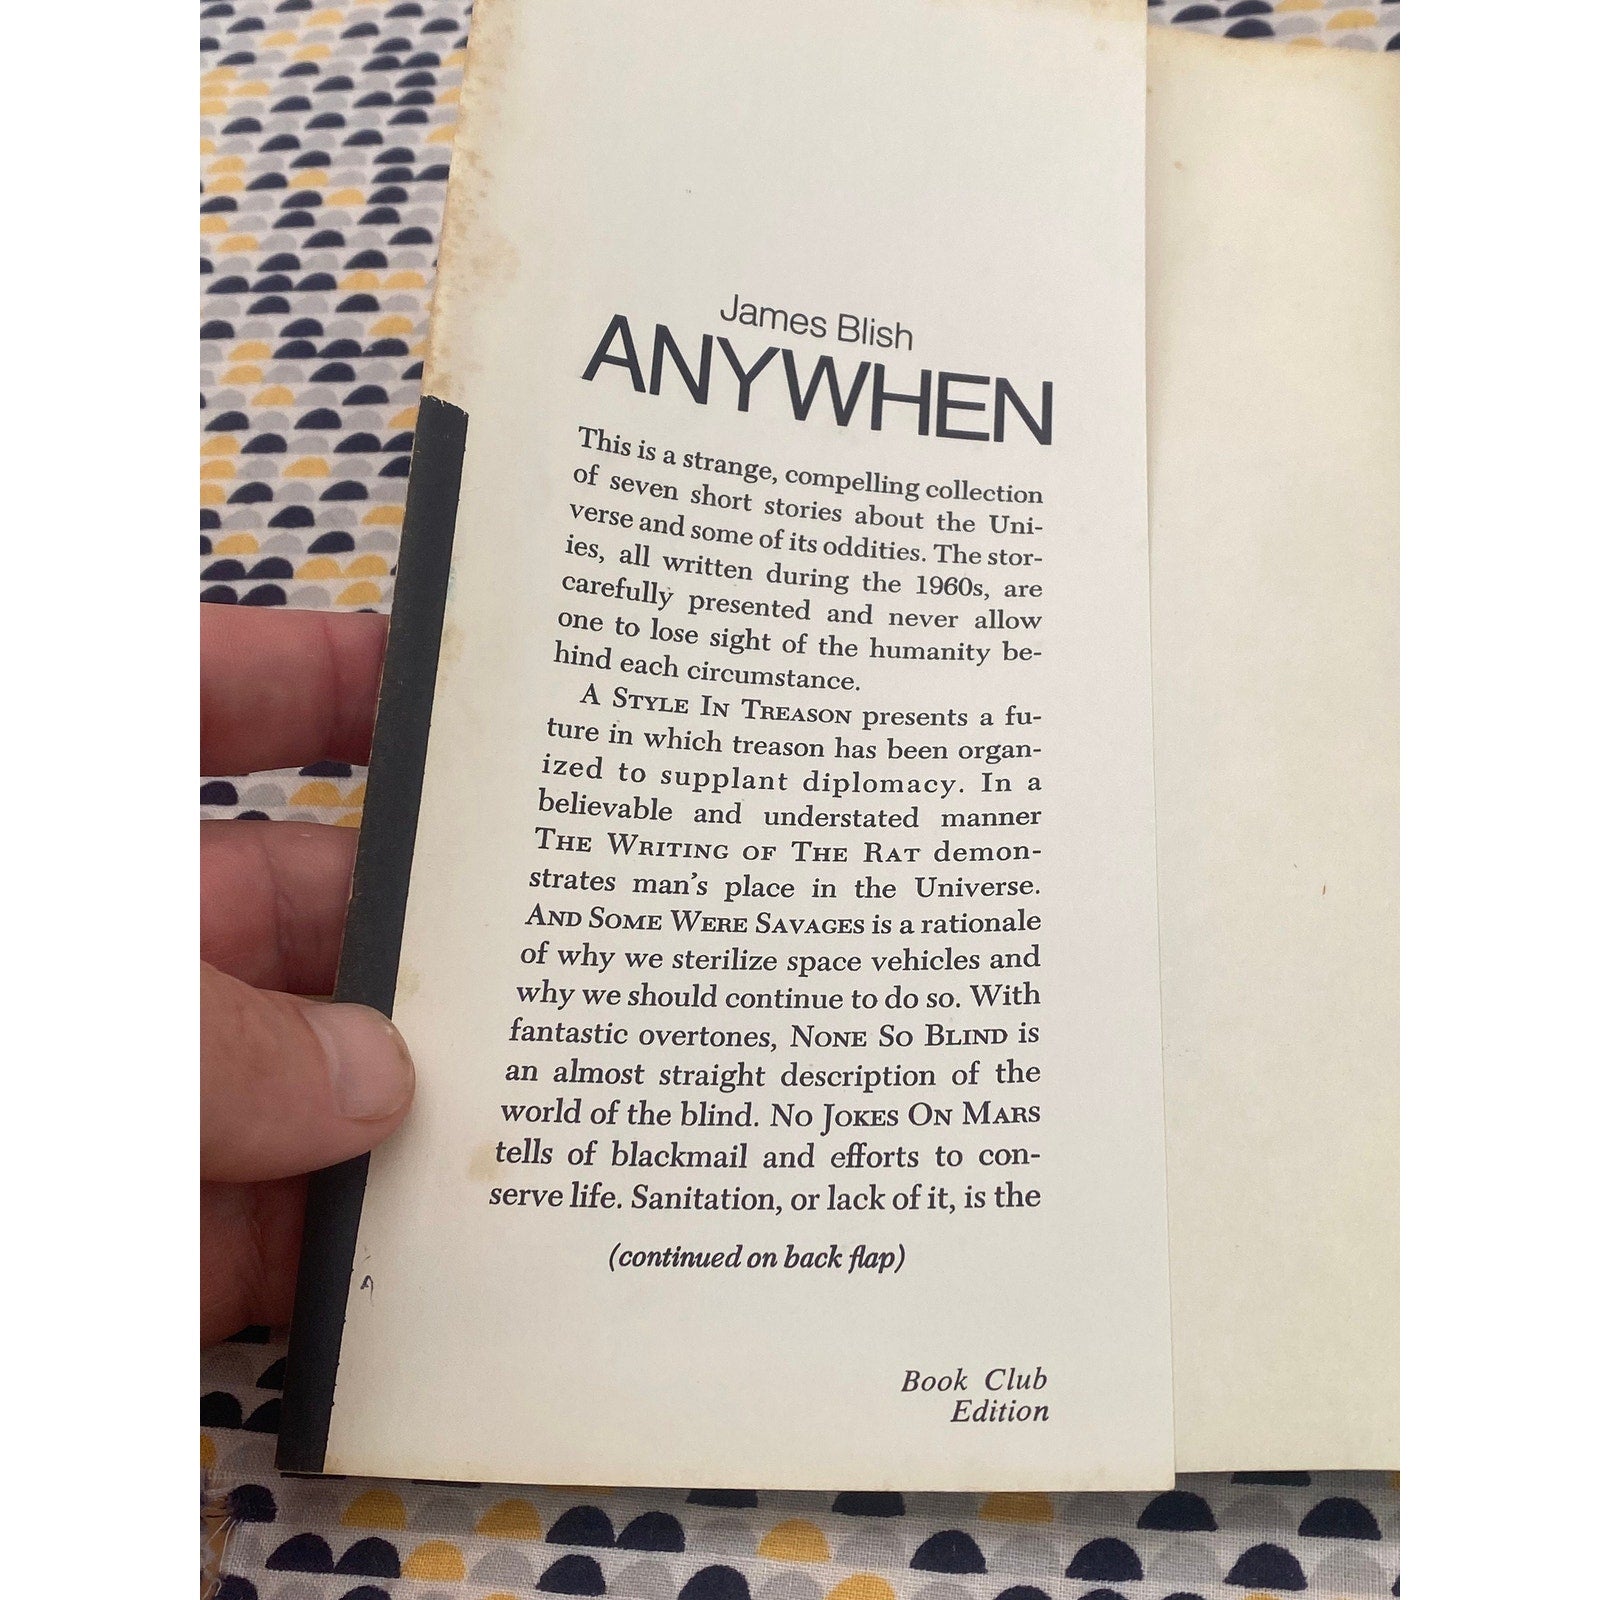 James Blish
ANYWHEN
This is a strange, compelling collection
of seven short stories about the Uni-
verse and some of its oddities. The stor-
ies, all written during the 1960s, are
carefully presented and never allow
one to lose sight of the humanity be-
hind each circumstance.
A STYLE IN TREASON presents a fu-
ture in which treason has been organ-
ized to supplant diplomacy. In a
believable and understated manner
THE WRITING OF THE RAT demon-
strates man's place in the Universe.
AND SOME WERE SAVAGES is a rationale
of why we sterilize space vehicles and
why we should continue to do so. With
fantastic overtones, NONE SO BLIND is
an almost straight description of the
world of the blind. NO JOKES ON MARS
tells of blackmail and efforts to con-
serve life. Sanitation, or lack of it, is the
(continued on back flap)
Book Club
Edition